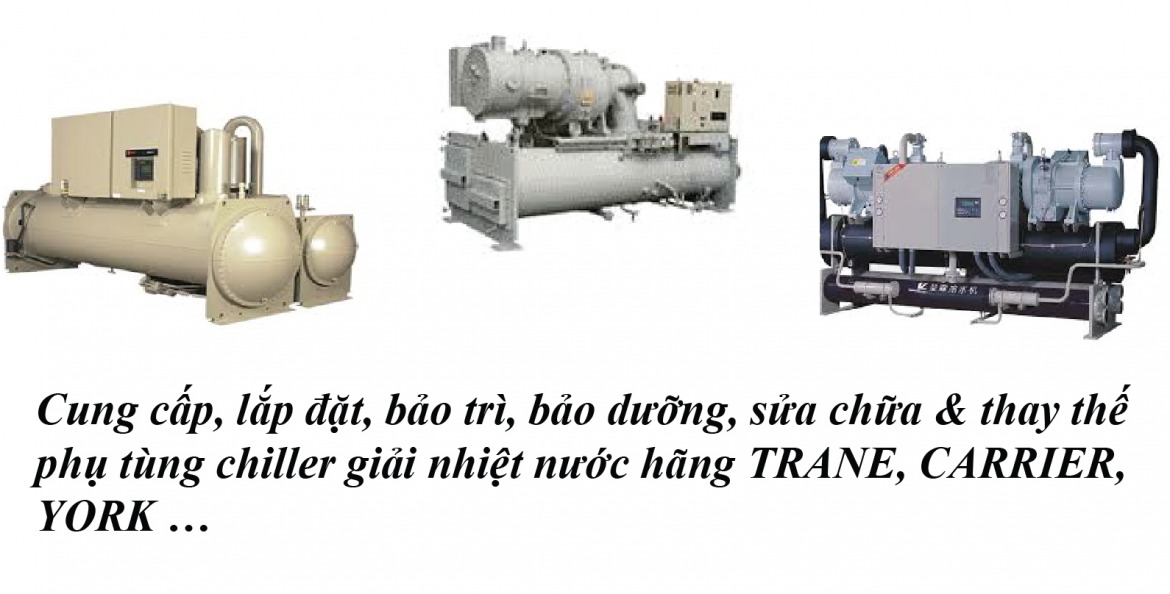 Cung cấp, lắp đặt, bảo trì, bảo dưỡng, sửa chữa & thay thế
phụ tùng chiller giải nhiệt nước hãng TRANE, CARRIER,
YORK …